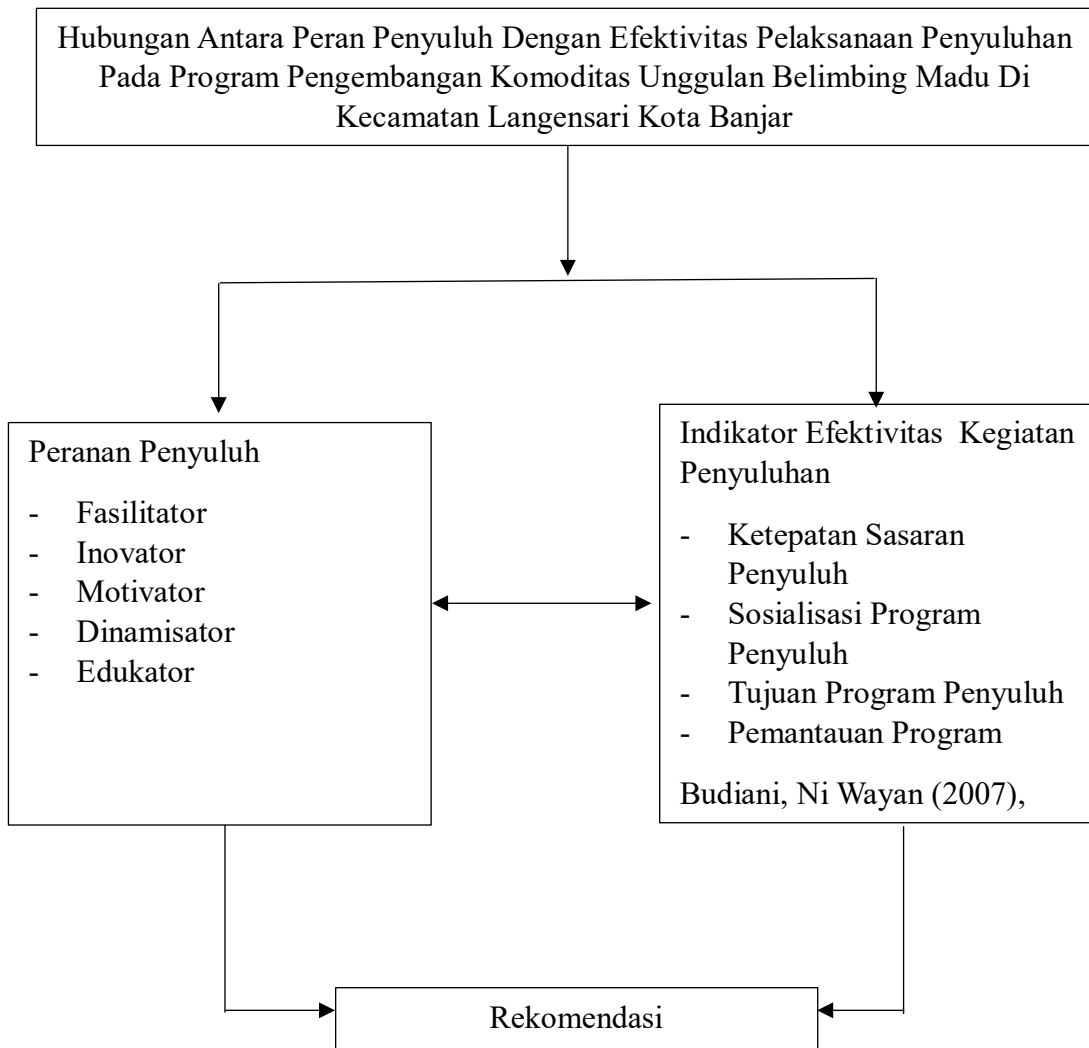 Hubungan Antara Peran Penyuluh Dengan Efektivitas Pelaksanaan Penyuluhan
Pada Program Pengembangan Komoditas Unggulan Belimbing Madu Di
Kecamatan Langensari Kota Banjar
Peranan Penyuluh
- Fasilitator
- Inovator
- Motivator
- Dinamisator
- Edukator
Indikator Efektivitas Kegiatan
Penyuluhan
- Ketepatan Sasaran
Penyuluh
- Sosialisasi Program
Penyuluh
- Tujuan Program Penyuluh
- Pemantauan Program
Budiani, Ni Wayan (2007),
Rekomendasi